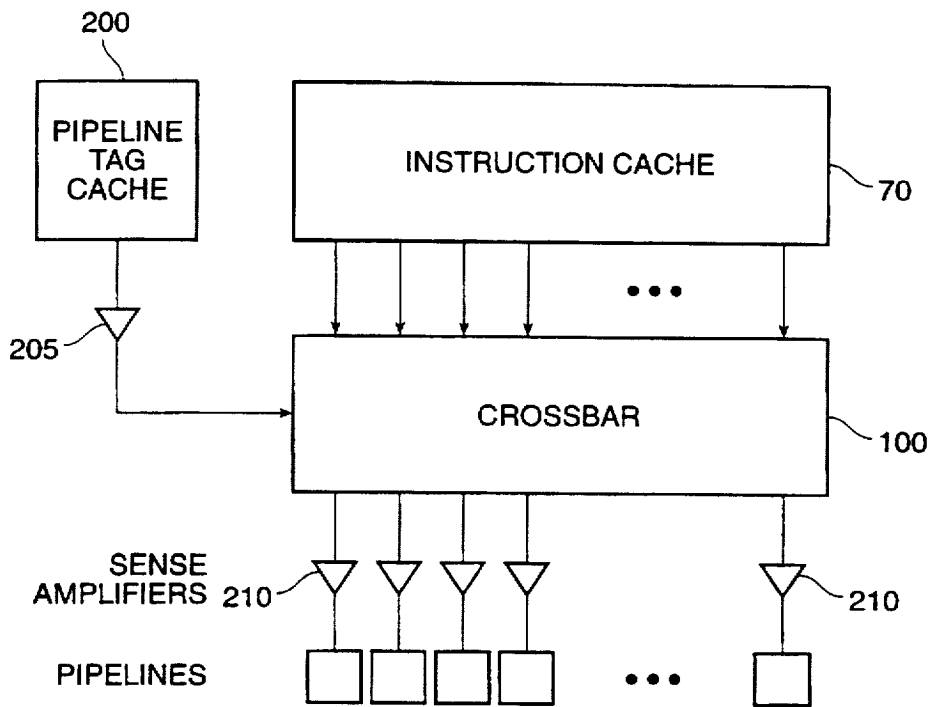 200
PIPELINE
TAG
CACHE
INSTRUCTION CACHE
70
205
CROSSBAR
100
SENSE
AMPLIFIERS
210
210
PIPELINES